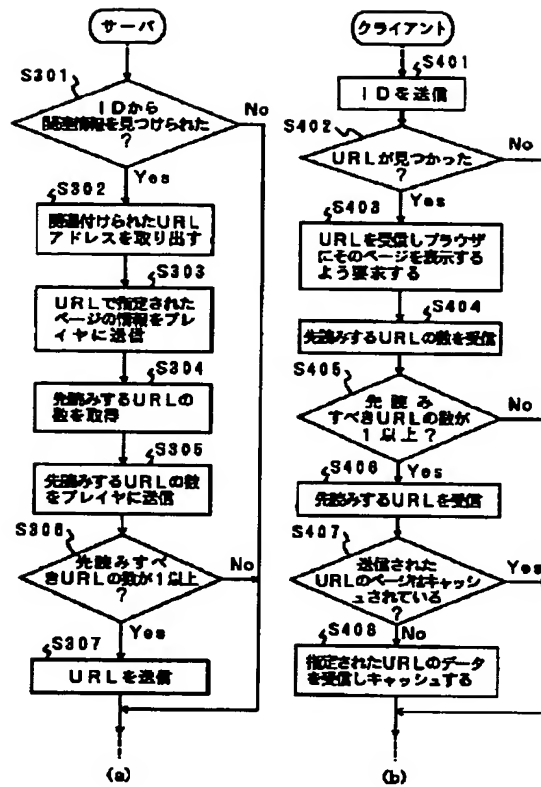 サーバ
S301
IDから
関連情報を見つけられた
?
No
Yes
S302
関連付けられたURL
アドレスを取り出す
S303
URLで指定された
ページの情報をプレ
イヤに送信
S304
先読みするURLの
数を取得
S305
先読みするURLの数
をプレイヤに送信
S306
先読みすべ
きURLの数が1以上
?
No
Yes
S307
URLを送信
(a)
クライアント
S401
IDを送信
S402
URLが見つかった
?
No
Yes
S403
URLを受信しブラウザ
にそのページを表示する
よう要求する
S404
先読みするURLの数を受信
S405
先読み
すべきURLの数が
1以上?
No
Yes
S406
先読みするURLを受信
S407
送信された
URLのページはキャッシ
ュされている
?
Yes
No
S408
指定されたURLのデータ
を受信しキャッシュする
(b)